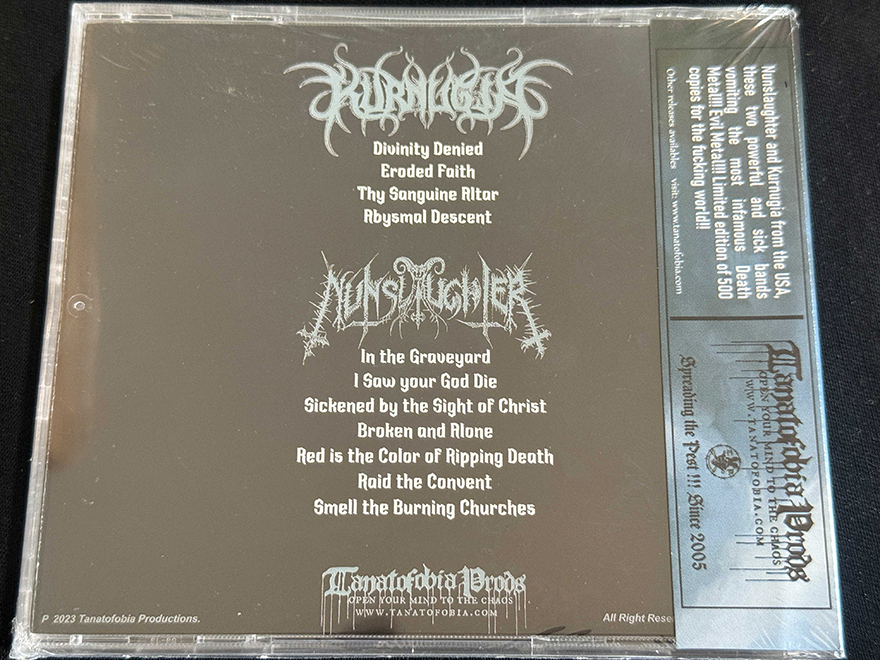 KURNUGIA
Divinity Denied
Eroded Faith
Thy Sanguine Altar
Abysmal Descent
NUNSLAUGHTER
In the Graveyard
I Saw your God Die
Sickened by the Sight of Christ
Broken and Alone
Red is the Color of Ripping Death
Raid the Convent
Smell the Burning Churches
Tanatofobia Prods
OPEN YOUR MIND TO THE CHAOS
WWW.TANATOFOBIA.COM
P 2023 Tanatofobia Productions.
All Right Rese
Nunslaughter and Kurnugia from the USA,
these two powerful and sick bands
vomiting the most infamous Death
Metal!!! Evil Metal!!! Limited edition of 500
copies for the fucking world!!
Other releases availables visit: www.tanatofobia.com
Tanatofobia Prods
OPEN YOUR MIND TO THE CHAOS
WWW.TANATOFOBIA.COM
Spreading the Pest !!! Since 2005